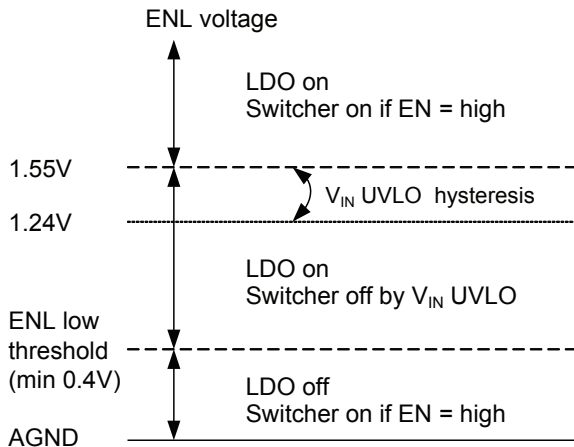 ENL voltage
LDO on
Switcher on if EN = high
1.55V
VIN UVLO hysteresis
1.24V
LDO on
Switcher off by VIN UVLO
ENL low
threshold
(min 0.4V)
LDO off
Switcher on if EN = high
AGND